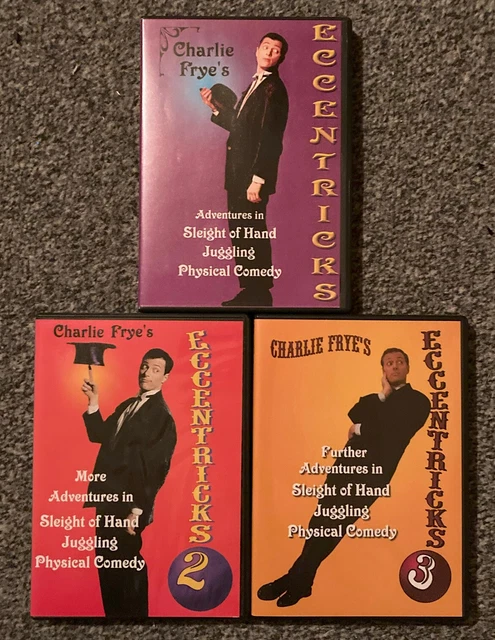 Charlie
Frye's
ECCENTRICKS
Adventures in
Sleight of Hand
Juggling
Physical Comedy
Charlie Frye's
ECCENTRICKS
2
More
Adventures in
Sleight of Hand
Juggling
Physical Comedy
CHARLIE FRYE'S
ECCENTRICKS
3
Further
Adventures in
Sleight of Hand
Juggling
Physical Comedy